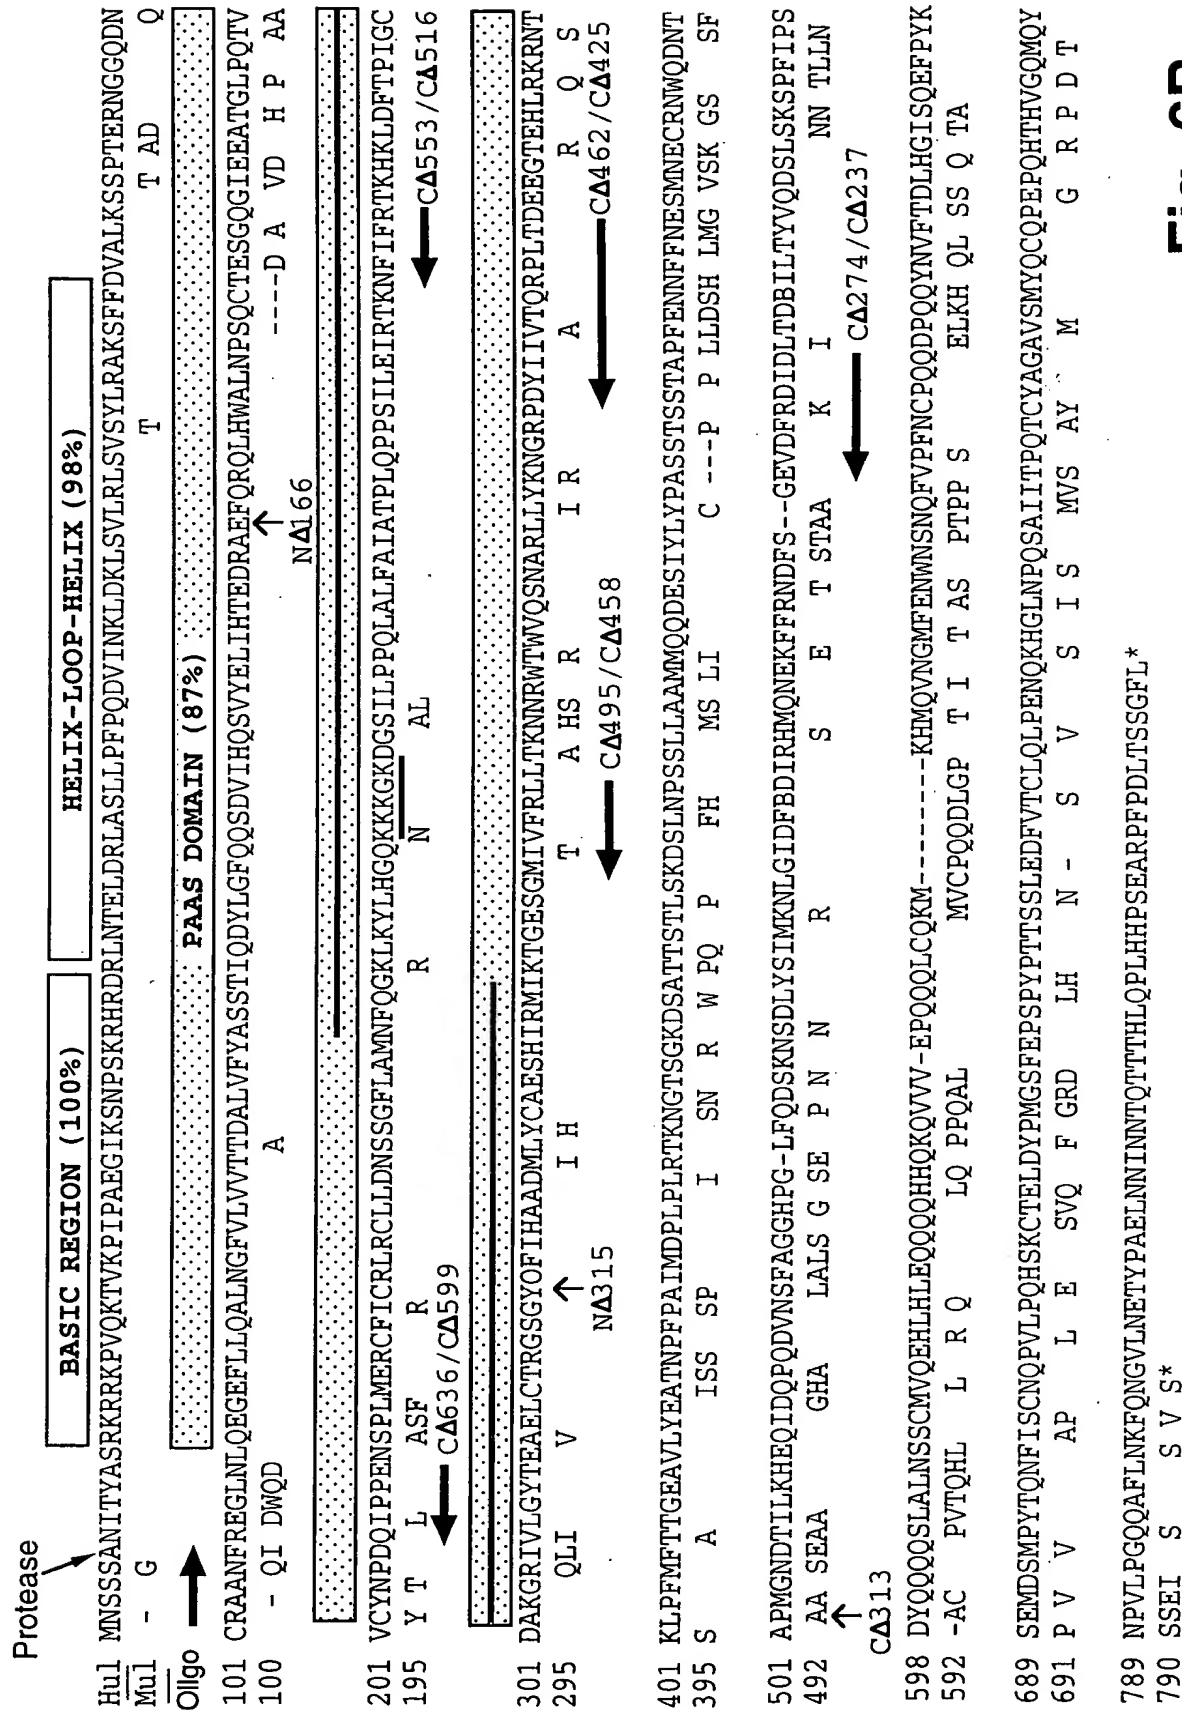 Protease
BASIC REGION (100%) HELIX-LOOP-HELIX (98%)
Hu1 MNSSSANITYASRKRRKPVQKTVKPIPAEGIKSNPSKRHRDRLNTELDRLASLLPFPQDVINKLDKLSVLRLSVSYLRAKSFFDVALKSSPTERNGGQDN
Mu1 - G T T AD Q
Oligo PAAS DOMAIN (87%)
101 CRAANFREGLNLQEGEFLLQALNGFVLVVTTDALVFYASSTIQDYLGFQQSDVIHQSVYELIHTEDRAEFQRQLHWALNPSQCTESGQGIEEATGLPQTV
100 - QI DWQD A ----D A VD H P AA
NΔ166
201 VCYNPDQIPPENSPLMERCFICRLRCLLDNSSGFLAMNFQGKLKYLHGQKKKGKDGSILPPQLALFAIATPLQPPSILEIRTKNFIFRTKHKLDFTPIGC
195 Y T L ASF R R N AL
CΔ636/CΔ599 CΔ553/CΔ516
301 DAKGRIVLGYTEAELCTRGSGYQFIHAADMLYCAESHIRMIKTGESGMIVFRLLTKNNRWTWVQSNARLLYKNGRPDYIIVTQRPLTDEEGTEHLRKRNT
295 QLI V I H T A HS R I R A R Q S
NΔ315 CΔ495/CΔ458 CΔ462/CΔ425
401 KLPFMFTTGEAVLYEATNPFPAIMDPLPLRTKNGTSGKDSATTSTLSKDSLNPSSLLAAMMQQDESIYLYPASSTSSTAPFENNFFNESMNECRNWQDNT
395 S A ISS SP I SN R W PQ P FH MS LI C ---P P LLDSH LMG VSK GS SF
501 APMGNDTILKHEQIDQPQDVNSFAGGHPG-LFQDSKNSDLYSIMKNLGIDFBDIRHMQNEKFFRNDFS--GEVDFRDIDLTDBILTYVQDSLSKSPFIPS
492 AA SEAA GHA LALS G SE P N N R S E T STAA K I NN TLLN
CΔ313 CΔ274/CΔ237
598 DYQQQQSLALNSSCMVQEHLHLEQQQQHHQKQVVV-EPQQQLCQKM--------KHMQVNGMFENWNSNQFVPFNCPQQDPQQYNVFTDLHGISQEFPYK
592 -AC PVTQHL L R Q LQ PPQAL MVCPQQDLGP T I T AS PTPP S ELKH QL SS Q TA
689 SEMDSMPYTQNFISCNQPVLPQHSKCTELDYPMGSFEPSPYPTTSSLEDFVTCLQLPENQKHGLNPQSAIITPQTCYAGAVSMYQCQPEPQHTHVGQMQY
691 P V V AP L E SVQ F GRD LH N - S V S I S MVS AY M G R P D T
789 NPVLPGQQAFLNKFQNGVLNETYPAELNNINNTQTTTHLQPLHHPSEARPFPDLTSSGFL*
790 SSEI S S V S*